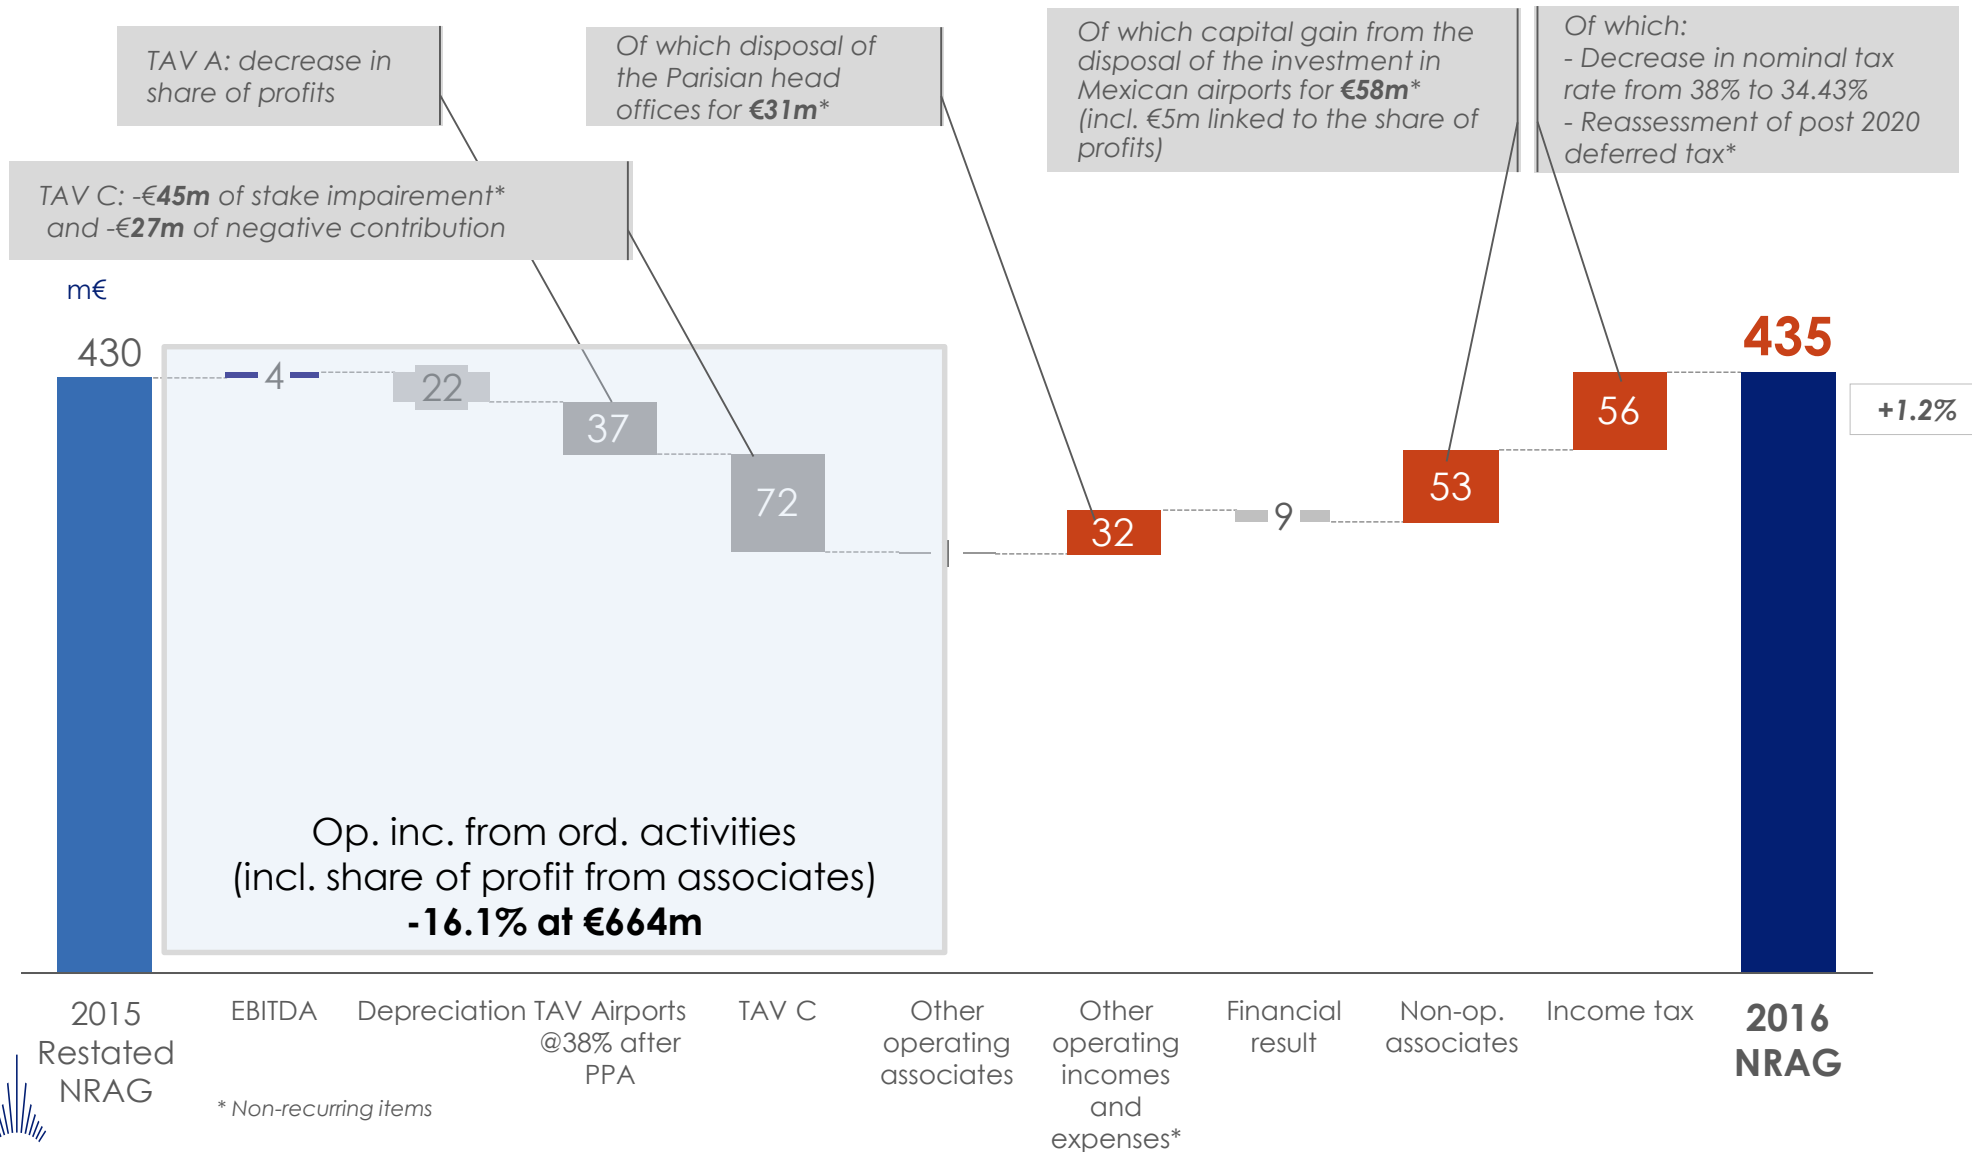 TAV A: decrease in
share of profits
Of which disposal of
the Parisian head
offices for €31m*
Of which capital gain from the
disposal of the investment in
Mexican airports for €58m*
(incl. €5m linked to the share of
profits)
Of which:
- Decrease in nominal tax
rate from 38% to 34.43%
- Reassessment of post 2020
deferred tax*
TAV C: -€45m of stake impairement*
and -€27m of negative contribution
m€
430
4
22
37
72
32
9
53
56
435
+1.2%
Op. inc. from ord. activities
(incl. share of profit from associates)
-16.1% at €664m
2015
Restated
NRAG
EBITDA
Depreciation
TAV Airports
@38% after
PPA
TAV C
Other
operating
associates
Other
operating
incomes
and
expenses*
Financial
result
Non-op.
associates
Income tax
2016
NRAG
* Non-recurring items